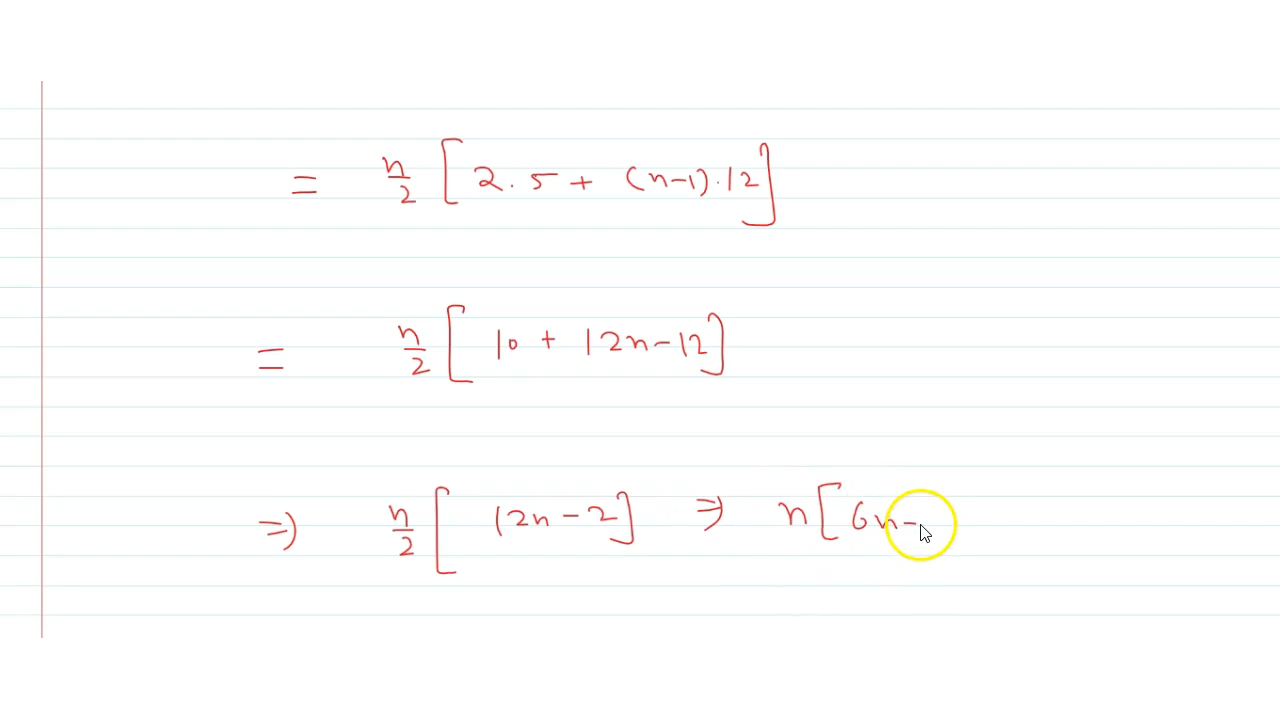 = n/2 [ 2 . 5 + (n-1) . 12 ]
= n/2 [ 10 + 12n - 12 ]
⇒ n/2 [ 12n - 2 ] ⇒ n [ 6n -